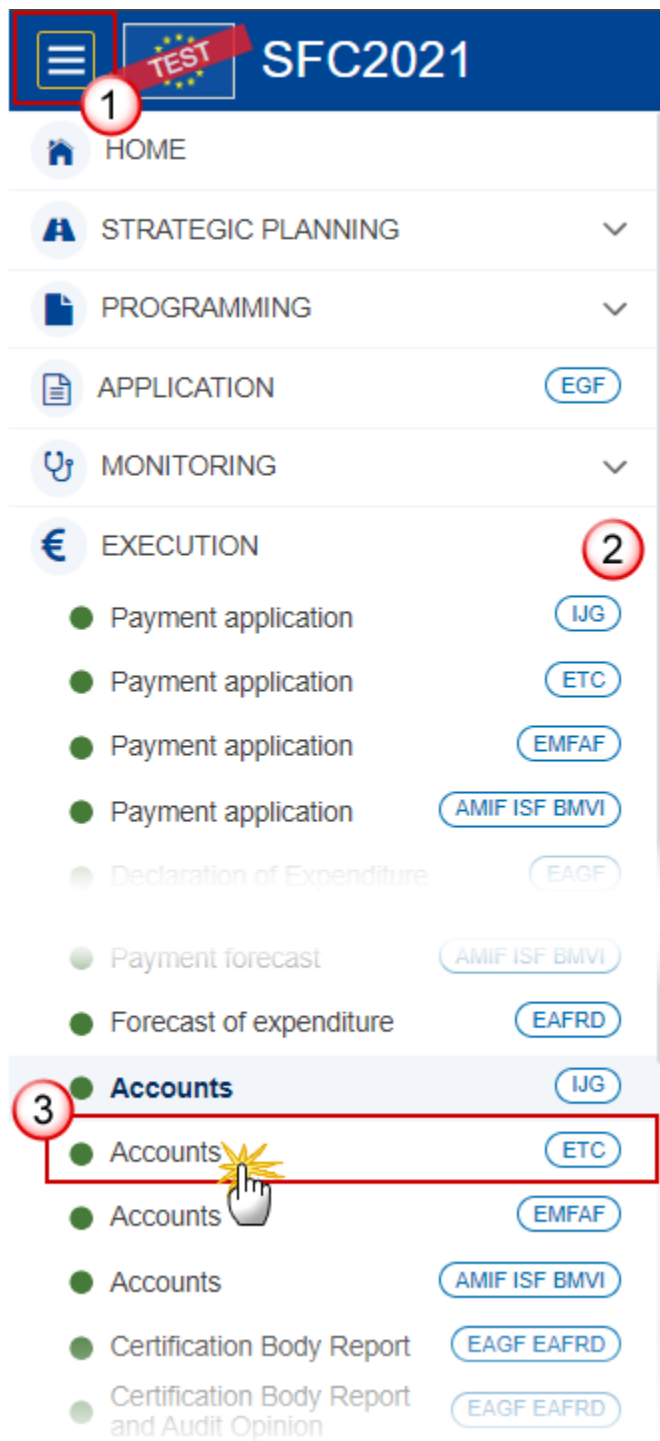 TEST SFC2021
1
HOME
STRATEGIC PLANNING
PROGRAMMING
APPLICATION EGF
MONITORING
€ EXECUTION 2
Payment application IJG
Payment application ETC
Payment application EMFAF
Payment application AMIF ISF BMVI
Declaration of Expenditure EAGF
Payment forecast AMIF ISF BMVI
Forecast of expenditure EAFRD
Accounts IJG
3
Accounts ETC
Accounts EMFAF
Accounts AMIF ISF BMVI
Certification Body Report EAGF EAFRD
Certification Body Report
and Audit Opinion EAGF EAFRD